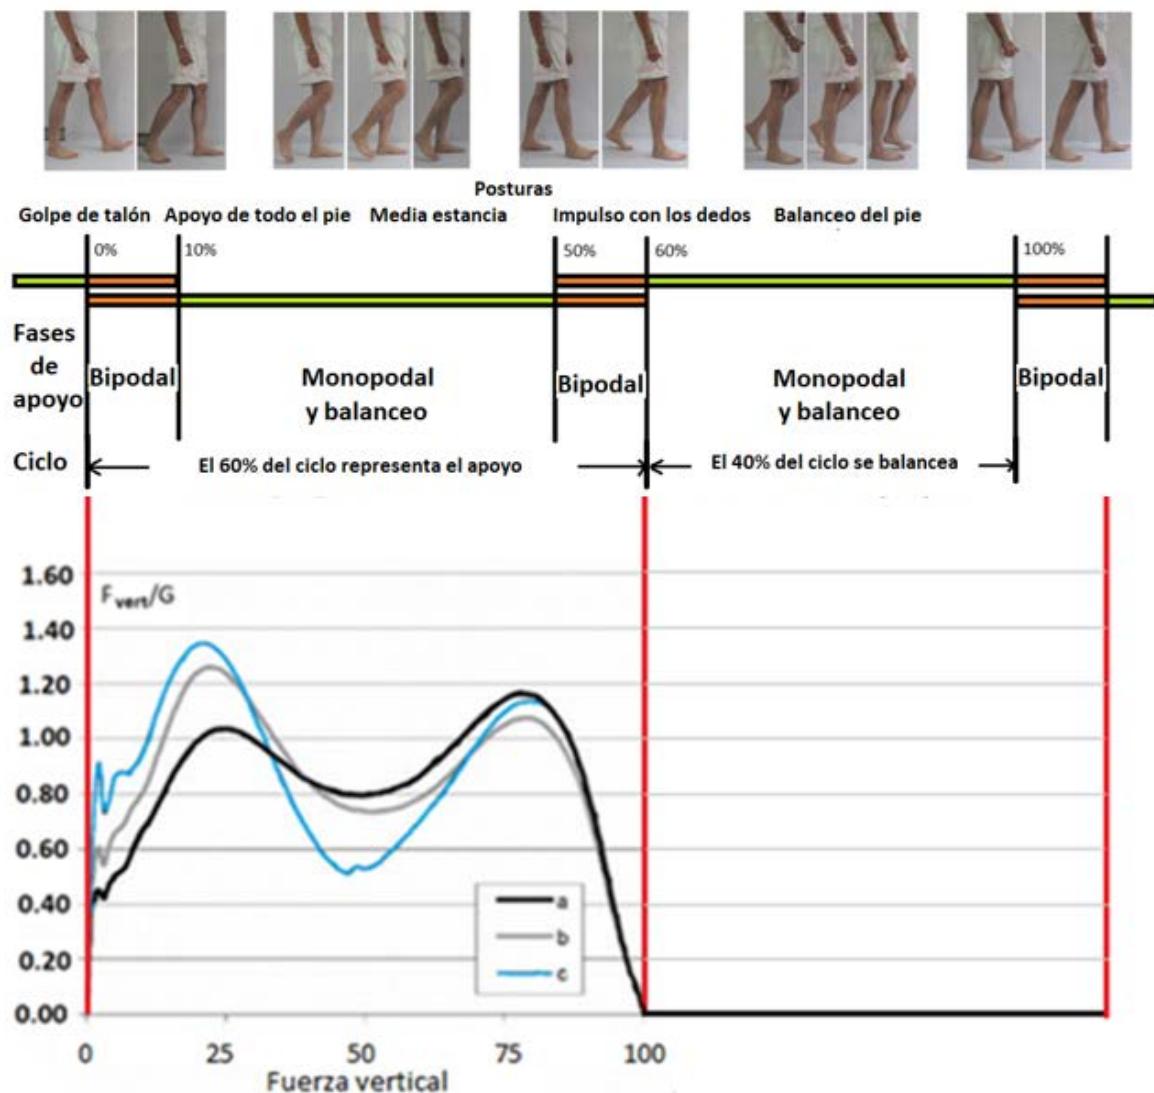 Posturas
Golpe de talón Apoyo de todo el pie Media estancia Impulso con los dedos Balanceo del pie
0% 10% 50% 60% 100%
Fases
de
apoyo
Bipodal
Monopodal
y balanceo
Bipodal
Monopodal
y balanceo
Bipodal
Ciclo
El 60% del ciclo representa el apoyo
El 40% del ciclo se balancea
Fvert/G
1.60
1.40
1.20
1.00
0.80
0.60
0.40
0.20
0.00
a
b
c
0 25 50 75 100
Fuerza vertical